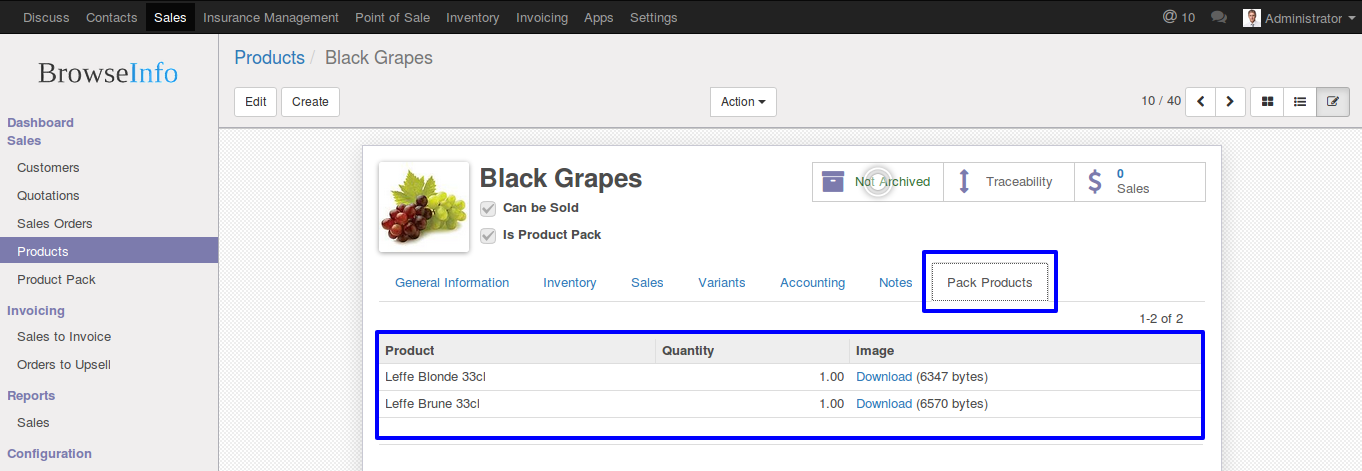 Discuss Contacts Sales Insurance Management Point of Sale Inventory Invoicing Apps Settings @ 10 Administrator
BrowseInfo
Dashboard
Sales
Customers
Quotations
Sales Orders
Products
Product Pack
Invoicing
Sales to Invoice
Orders to Upsell
Reports
Sales
Configuration
Products / Black Grapes
Edit Create Action 10 / 40
Black Grapes
Can be Sold
Is Product Pack
Not Archived
Traceability
0
Sales
General Information Inventory Sales Variants Accounting Notes Pack Products
1-2 of 2
Product Quantity Image
Leffe Blonde 33cl 1.00 Download (6347 bytes)
Leffe Brune 33cl 1.00 Download (6570 bytes)